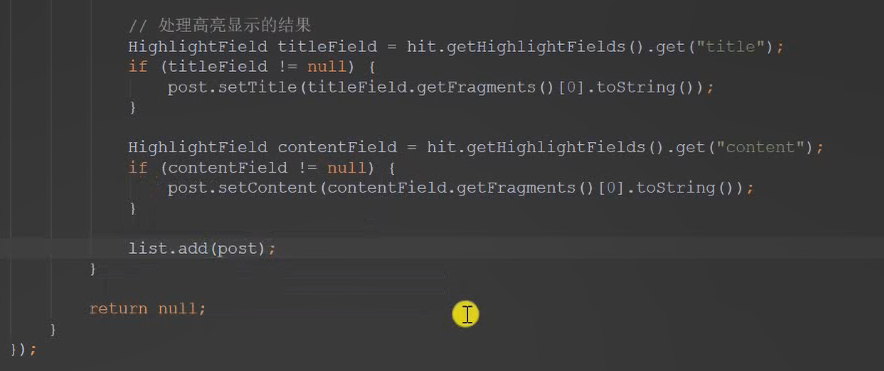 // 处理高亮显示的结果
HighlightField titleField = hit.getHighlightFields().get("title");
if (titleField != null) {
post.setTitle(titleField.getFragments()[0].toString());
}
HighlightField contentField = hit.getHighlightFields().get("content");
if (contentField != null) {
post.setContent(contentField.getFragments()[0].toString());
}
list.add(post);
}
return null;
}
});